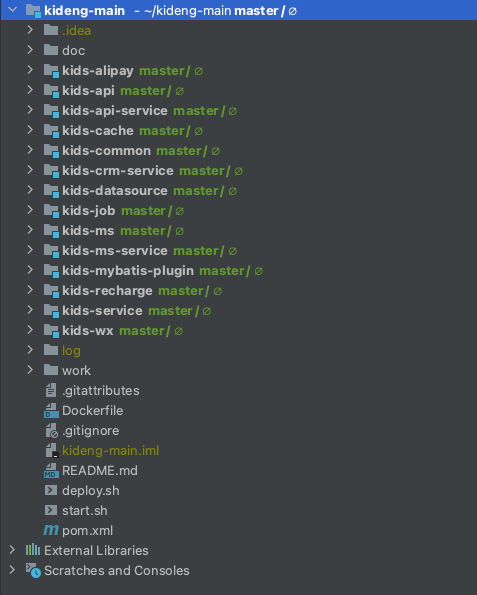 kideng-main - ~/kideng-main master / ∅
.idea
doc
kids-alipay master / ∅
kids-api master / ∅
kids-api-service master / ∅
kids-cache master / ∅
kids-common master / ∅
kids-crm-service master / ∅
kids-datasource master / ∅
kids-job master / ∅
kids-ms master / ∅
kids-ms-service master / ∅
kids-mybatis-plugin master / ∅
kids-recharge master / ∅
kids-service master / ∅
kids-wx master / ∅
log
work
.gitattributes
Dockerfile
.gitignore
kideng-main.iml
README.md
deploy.sh
start.sh
pom.xml
External Libraries
Scratches and Consoles